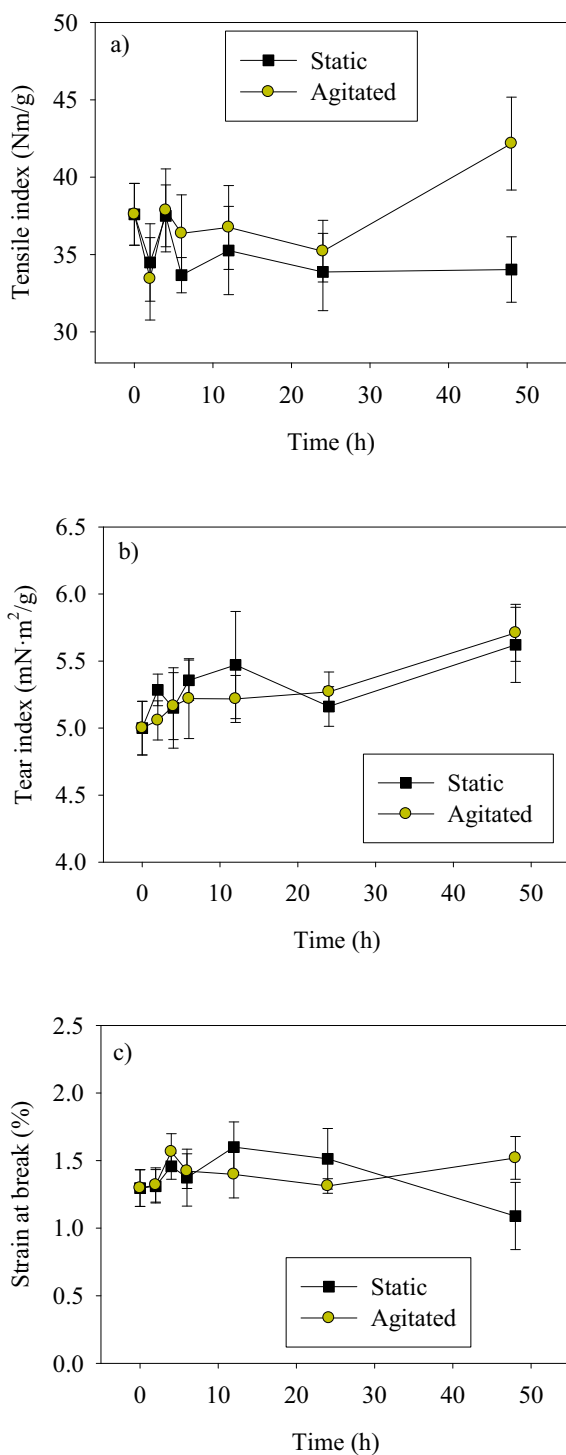 a)
Static
Agitated
Tensile index (Nm/g)
50
45
40
35
30
0 10 20 30 40 50
Time (h)
b)
Tear index (mN·m²/g)
6.5
6.0
5.5
5.0
4.5
4.0
Static
Agitated
0 10 20 30 40 50
Time (h)
c)
Strain at break (%)
2.5
2.0
1.5
1.0
0.5
0.0
Static
Agitated
0 10 20 30 40 50
Time (h)